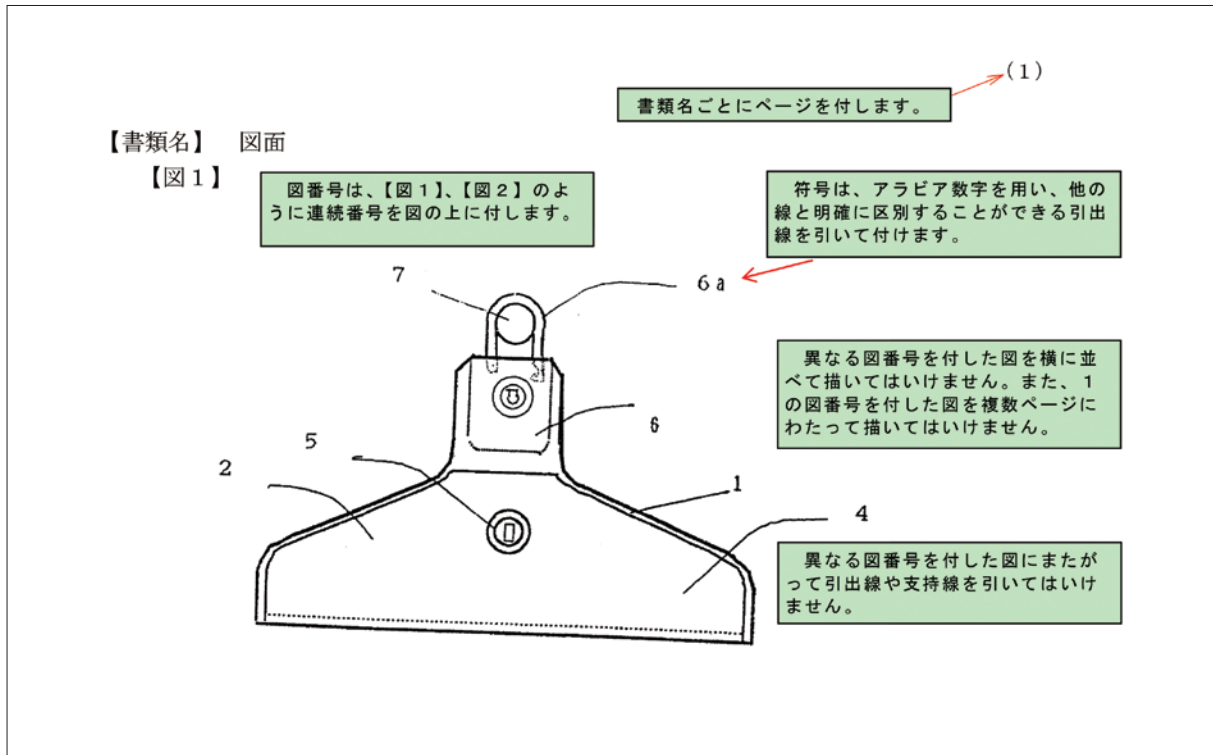 (1)
書類名ごとにページを付します。
【書類名】　図面
【図1】
図番号は、【図1】、【図2】のよ
うに連続番号を図の上に付します。
符号は、アラビア数字を用い、他の
線と明確に区別することができる引出
線を引いて付けます。
7
6a
異なる図番号を付した図を横に並
べて描いてはいけません。また、1
の図番号を付した図を複数ページに
わたって描いてはいけません。
6
5
2
1
4
異なる図番号を付した図にまたが
って引出線や支持線を引いてはいけ
ません。